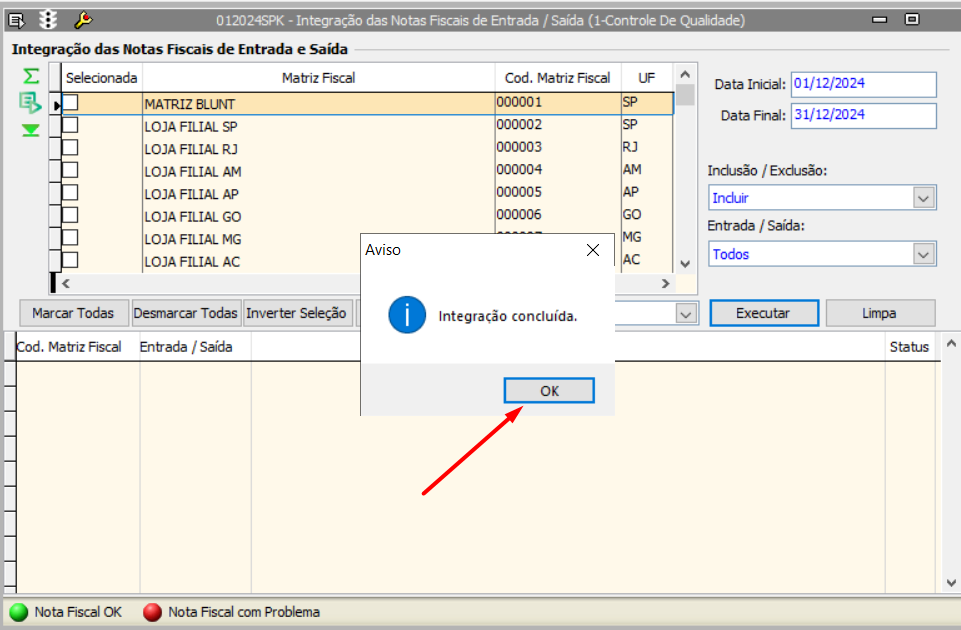 012024SPK - Integração das Notas Fiscais de Entrada / Saída (1-Controle De Qualidade)
Integração das Notas Fiscais de Entrada e Saída
Selecionada Matriz Fiscal Cod. Matriz Fiscal UF
MATRIZ BLUNT 000001 SP
LOJA FILIAL SP 000002 SP
LOJA FILIAL RJ 000003 RJ
LOJA FILIAL AM 000004 AM
LOJA FILIAL AP 000005 AP
LOJA FILIAL GO 000006 GO
LOJA FILIAL MG MG
LOJA FILIAL AC AC
Data Inicial: 01/12/2024
Data Final: 31/12/2024
Inclusão / Exclusão:
Incluir
Entrada / Saída:
Todos
Marcar Todas Desmarcar Todas Inverter Seleção Executar Limpa
Cod. Matriz Fiscal Entrada / Saída Status
Aviso
Integração concluída.
OK
Nota Fiscal OK Nota Fiscal com Problema